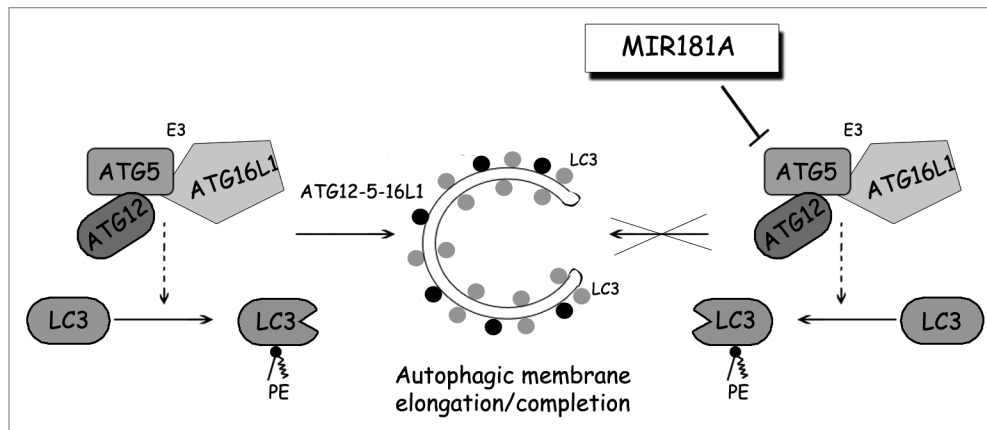 MIR181A
E3
ATG5
ATG16L1
ATG12
LC3
LC3
PE
ATG12-5-16L1
LC3
LC3
Autophagic membrane
elongation/completion
E3
ATG5
ATG16L1
ATG12
LC3
LC3
PE